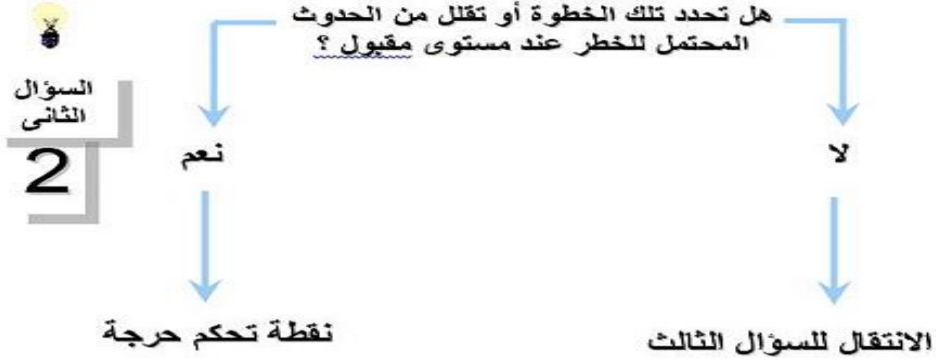 هل تحدد تلك الخطوة أو تقلل من الحدوث
المحتمل للخطر عند مستوى مقبول ؟
السؤال
الثانى
2
نعم
لا
نقطة تحكم حرجة
الانتقال للسؤال الثالث